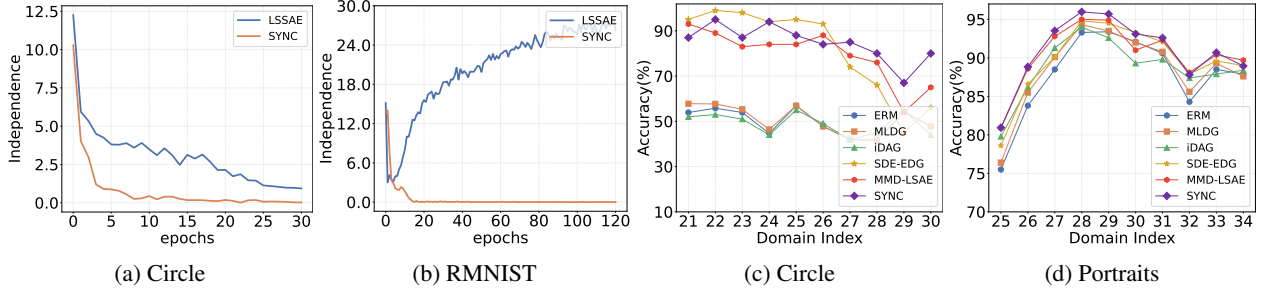 Independence
12.5
10.0
7.5
5.0
2.5
0.0
0 5 10 15 20 25 30
epochs
LSSAE
SYNC
(a) Circle
Independence
30.0
24.0
18.0
12.0
6.0
0.0
0 20 40 60 80 100 120
epochs
LSSAE
SYNC
(b) RMNIST
Accuracy(%)
90
70
50
30
10
21 22 23 24 25 26 27 28 29 30
Domain Index
ERM
MLDG
iDAG
SDE-EDG
MMD-LSAE
SYNC
(c) Circle
Accuracy(%)
95
90
85
80
75
70
25 26 27 28 29 30 31 32 33 34
Domain Index
ERM
MLDG
iDAG
SDE-EDG
MMD-LSAE
SYNC
(d) Portraits